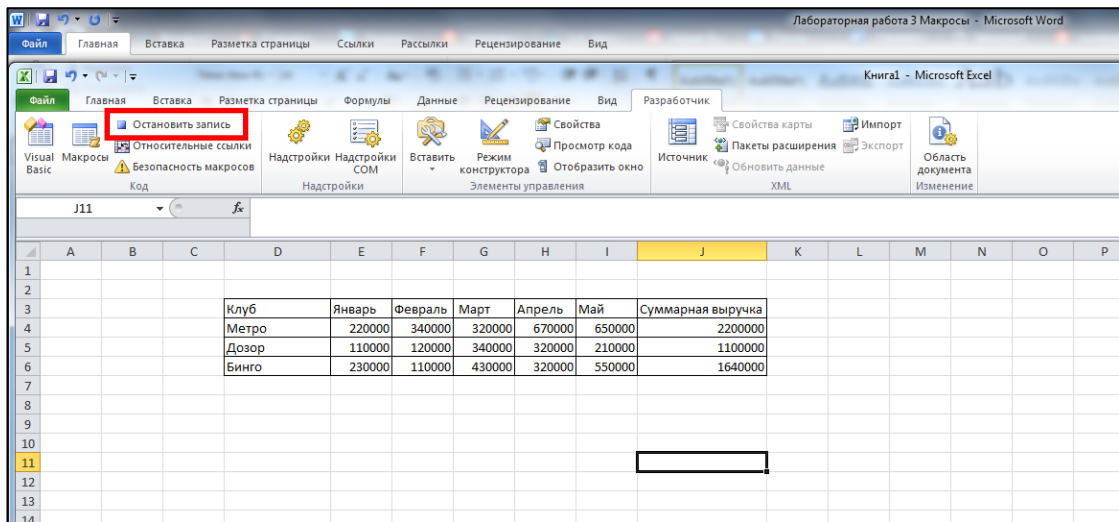 Лабораторная работа 3 Макросы - Microsoft Word
Файл Главная Вставка Разметка страницы Ссылки Рассылки Рецензирование Вид
Книга1 - Microsoft Excel
Файл Главная Вставка Разметка страницы Формулы Данные Рецензирование Вид Разработчик
Visual Basic
Макросы
Остановить запись
Относительные ссылки
Безопасность макросов
Код
Надстройки
Надстройки COM
Надстройки
Вставить
Режим конструктора
Свойства
Просмотр кода
Отобразить окно
Элементы управления
Источник
Свойства карты
Пакеты расширения
Обновить данные
Импорт
Экспорт
XML
Область документа
Изменение
J11 fx
A B C D E F G H I J K L M N O P
1
2
3 Клуб Январь Февраль Март Апрель Май Суммарная выручка
4 Метро 220000 340000 320000 670000 650000 2200000
5 Дозор 110000 120000 340000 320000 210000 1100000
6 Бинго 230000 110000 430000 320000 550000 1640000
7
8
9
10
11
12
13
14